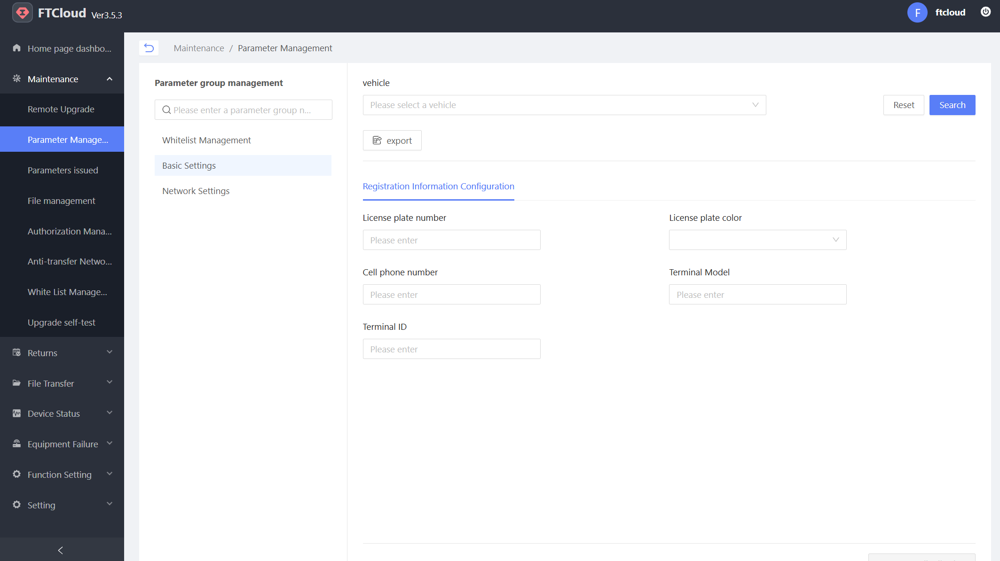 FTCloud Ver3.5.3
F ftcloud
Home page dashbo...
Maintenance
Remote Upgrade
Parameter Manage...
Parameters issued
File management
Authorization Mana...
Anti-transfer Netwo...
White List Manage...
Upgrade self-test
Returns
File Transfer
Device Status
Equipment Failure
Function Setting
Setting
Maintenance / Parameter Management
Parameter group management
Please enter a parameter group n...
Whitelist Management
Basic Settings
Network Settings
vehicle
Please select a vehicle
Reset
Search
export
Registration Information Configuration
License plate number
License plate color
Please enter
Cell phone number
Terminal Model
Please enter
Please enter
Terminal ID
Please enter